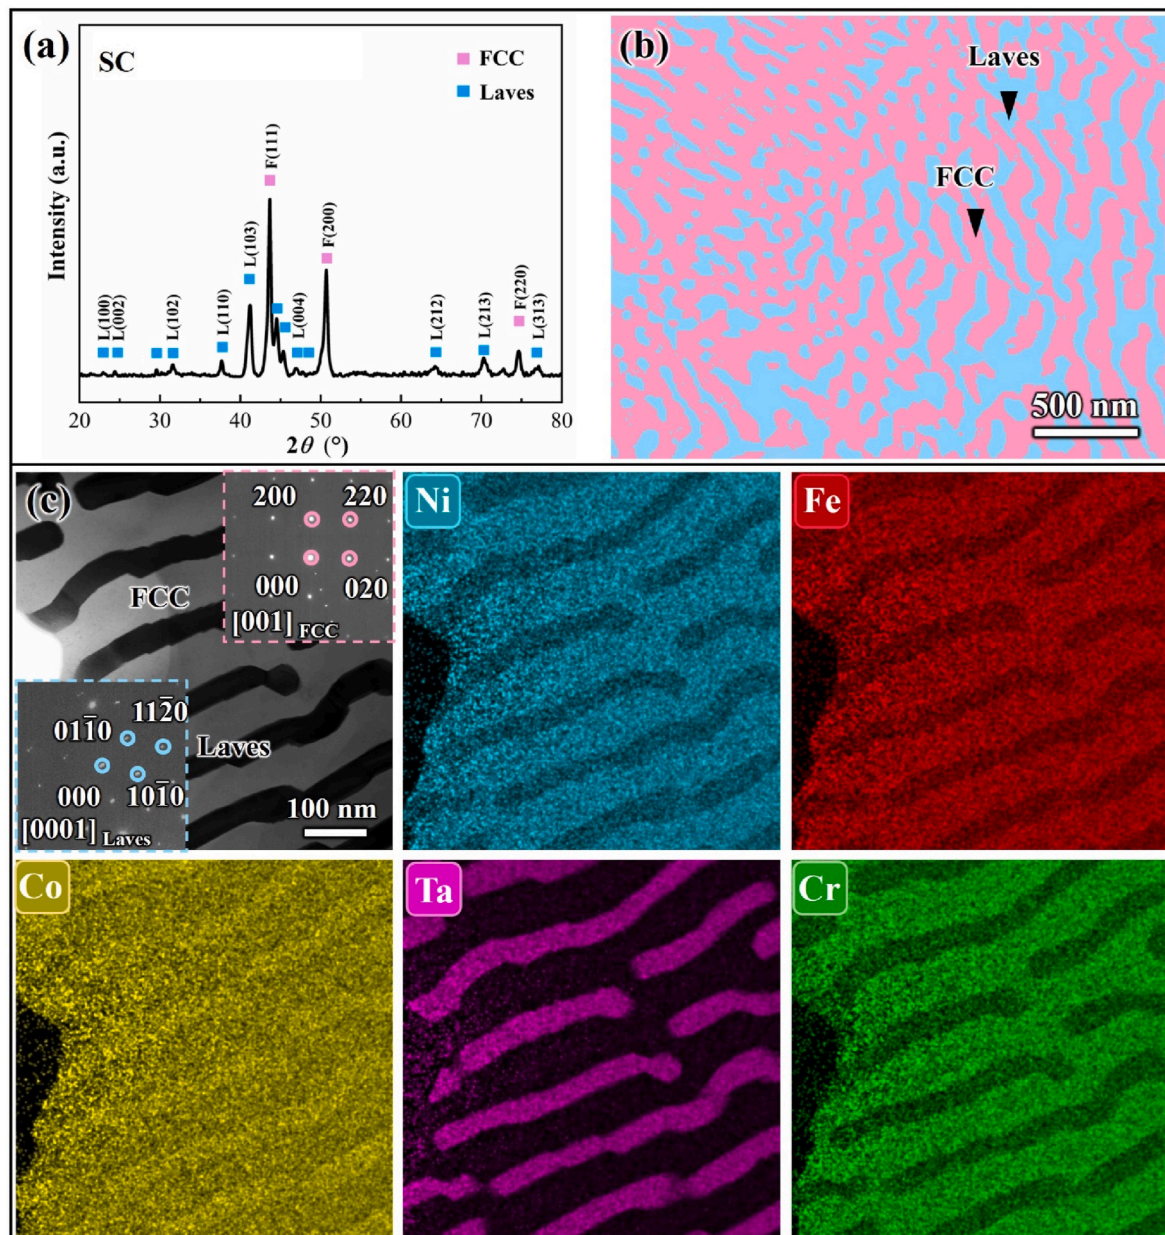 (a)
SC
FCC
Laves
Intensity (a.u.)
L(100)
L(002)
L(102)
L(110)
L(103)
F(111)
L(004)
F(200)
L(212)
L(213)
F(220)
L(313)
20 30 40 50 60 70 80
2θ (°)
(b)
Laves
FCC
500 nm
(c)
200 220
000 020
[001] FCC
FCC
011̅0 112̅0
000 101̅0
[0001] Laves
Laves
100 nm
Ni
Fe
Co
Ta
Cr